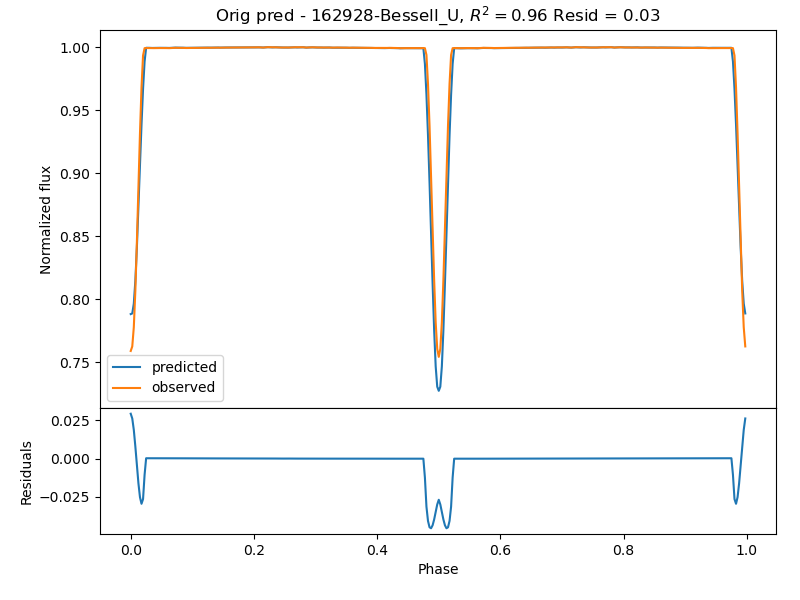 Orig pred - 162928-Bessell_U, R² = 0.96 Resid = 0.03
1.00
0.95
0.90
0.85
0.80
0.75
Normalized flux
predicted
observed
0.025
0.000
−0.025
Residuals
0.0 0.2 0.4 0.6 0.8 1.0
Phase